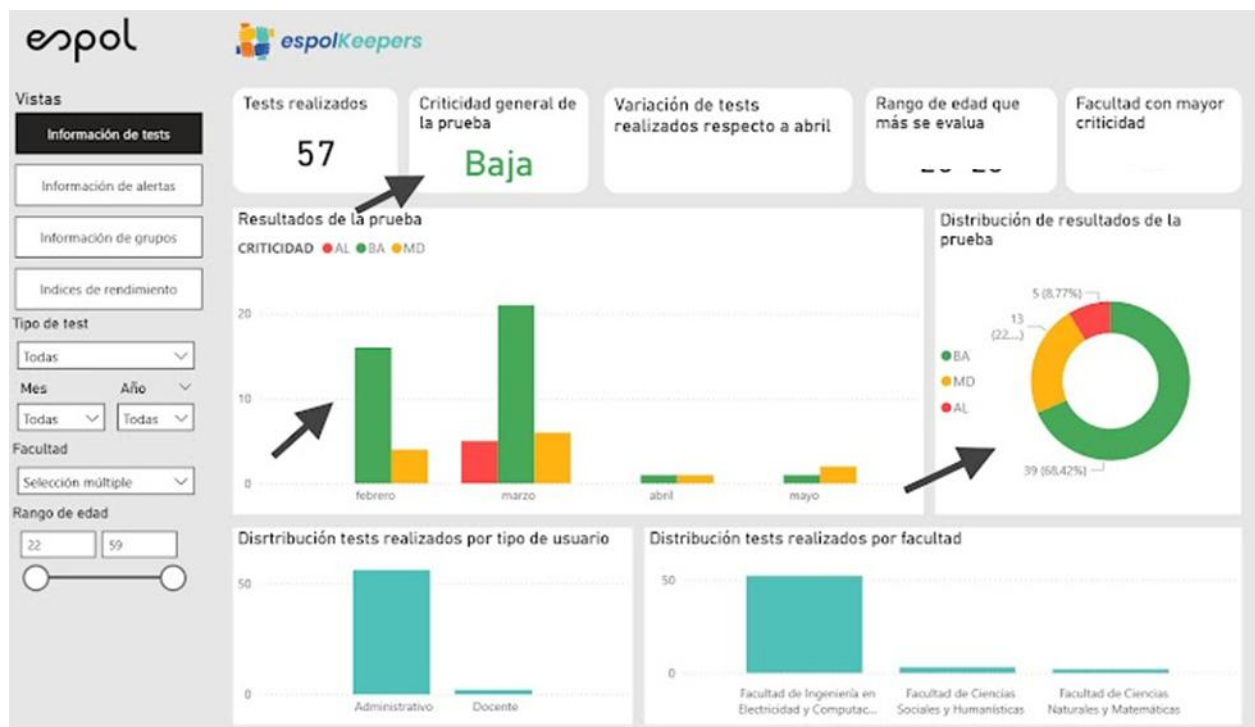 espol
espolKeepers
Vistas
Información de tests
Información de alertas
Información de grupos
Indices de rendimiento
Tipo de test
Todas
Mes Año
Todas Todas
Facultad
Selección múltiple
Rango de edad
22 59
Tests realizados
57
Criticidad general de
la prueba
Baja
Variación de tests
realizados respecto a abril
Rango de edad que
más se evalua
Facultad con mayor
criticidad
Resultados de la prueba
CRITICIDAD AL BA MD
20
10
0
febrero marzo abril mayo
Distribución de resultados de la
prueba
5 (8.77%)
13
(22...)
BA
MD
AL
39 (68.42%)
Disrtribución tests realizados por tipo de usuario
50
0
Administrativo Docente
Distribución tests realizados por facultad
50
0
Facultad de Ingeniería en
Electricidad y Computac...
Facultad de Ciencias
Sociales y Humanísticas
Facultad de Ciencias
Naturales y Matemáticas